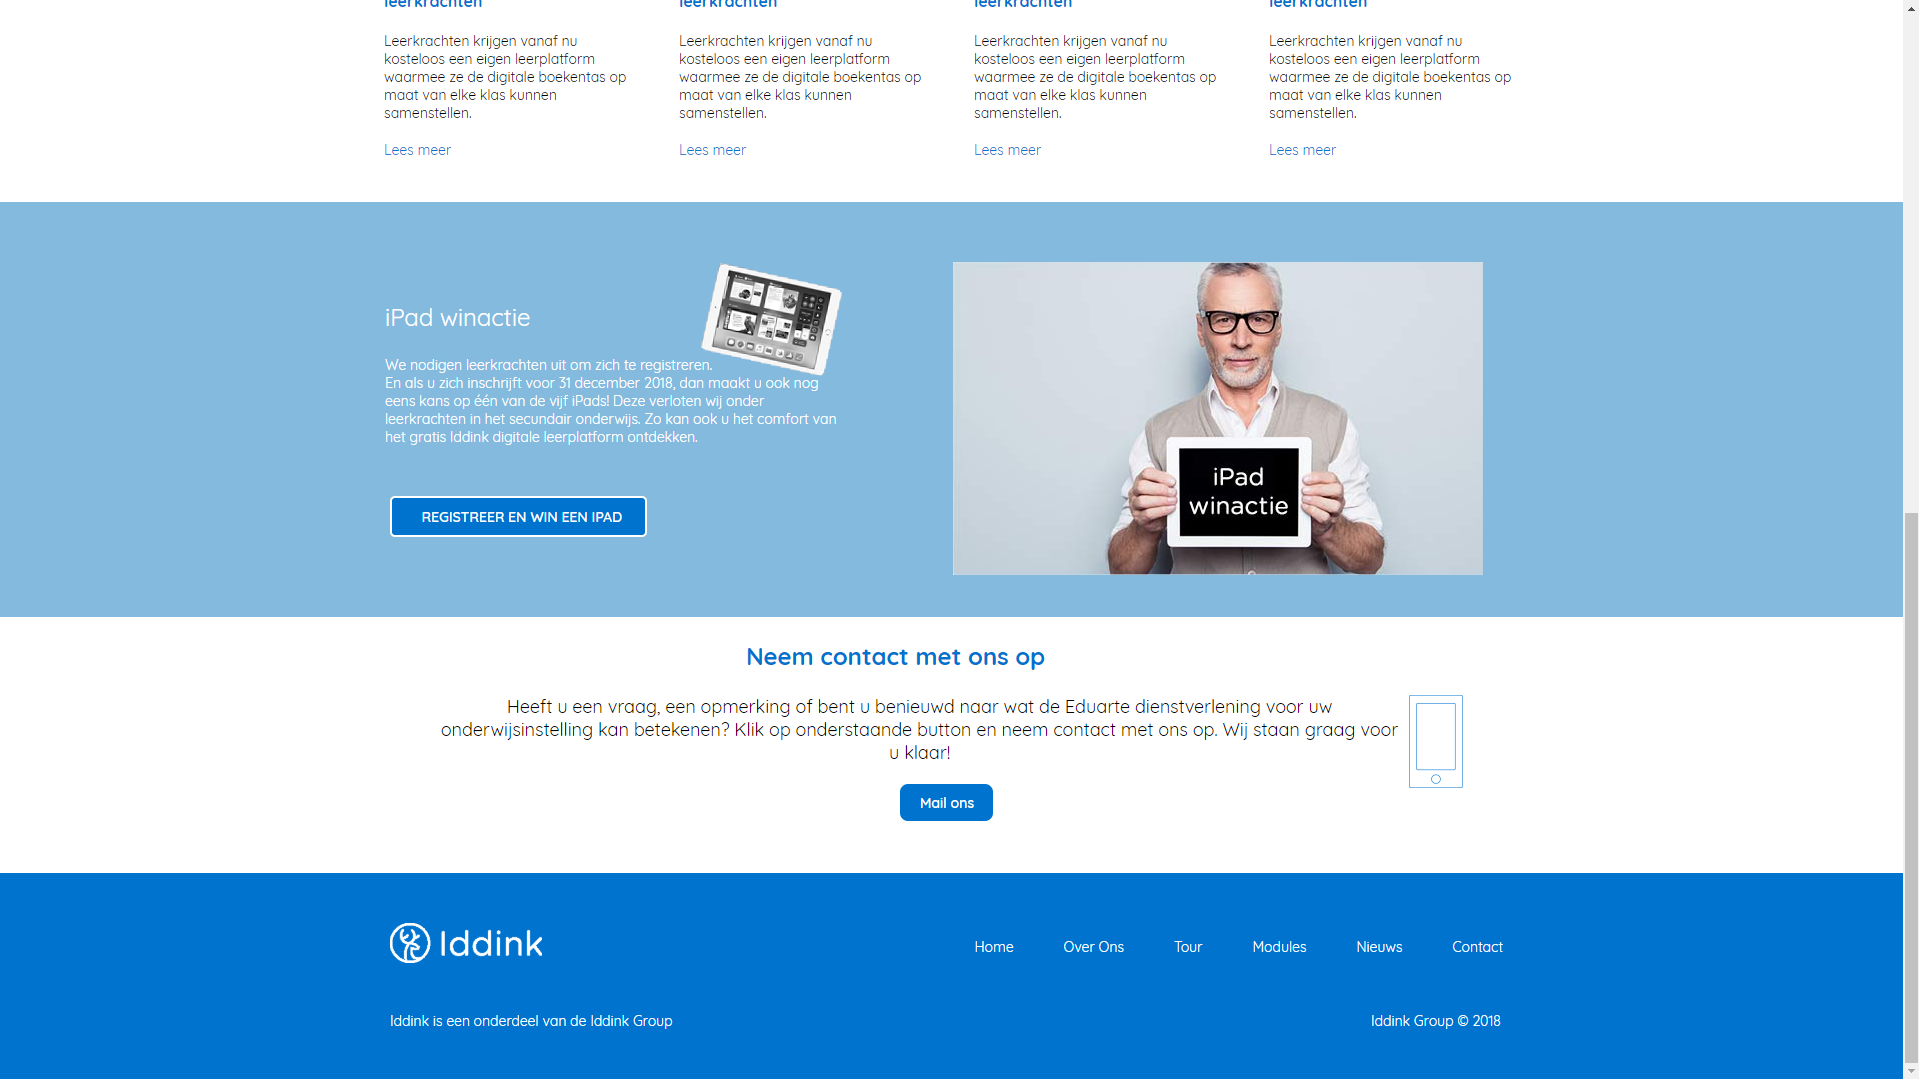 leerkrachten
leerkrachten
leerkrachten
leerkrachten
Leerkrachten krijgen vanaf nu
kosteloos een eigen leerplatform
waarmee ze de digitale boekentas op
maat van elke klas kunnen
samenstellen.
Lees meer
Leerkrachten krijgen vanaf nu
kosteloos een eigen leerplatform
waarmee ze de digitale boekentas op
maat van elke klas kunnen
samenstellen.
Lees meer
Leerkrachten krijgen vanaf nu
kosteloos een eigen leerplatform
waarmee ze de digitale boekentas op
maat van elke klas kunnen
samenstellen.
Lees meer
Leerkrachten krijgen vanaf nu
kosteloos een eigen leerplatform
waarmee ze de digitale boekentas op
maat van elke klas kunnen
samenstellen.
Lees meer
iPad winactie
We nodigen leerkrachten uit om zich te registreren.
En als u zich inschrijft voor 31 december 2018, dan maakt u ook nog
eens kans op één van de vijf iPads! Deze verloten wij onder
leerkrachten in het secundair onderwijs. Zo kan ook u het comfort van
het gratis Iddink digitale leerplatform ontdekken.
REGISTREER EN WIN EEN IPAD
iPad
winactie
Neem contact met ons op
Heeft u een vraag, een opmerking of bent u benieuwd naar wat de Eduarte dienstverlening voor uw
onderwijsinstelling kan betekenen? Klik op onderstaande button en neem contact met ons op. Wij staan graag voor
u klaar!
Mail ons
Iddink
Home
Over Ons
Tour
Modules
Nieuws
Contact
Iddink is een onderdeel van de Iddink Group
Iddink Group © 2018